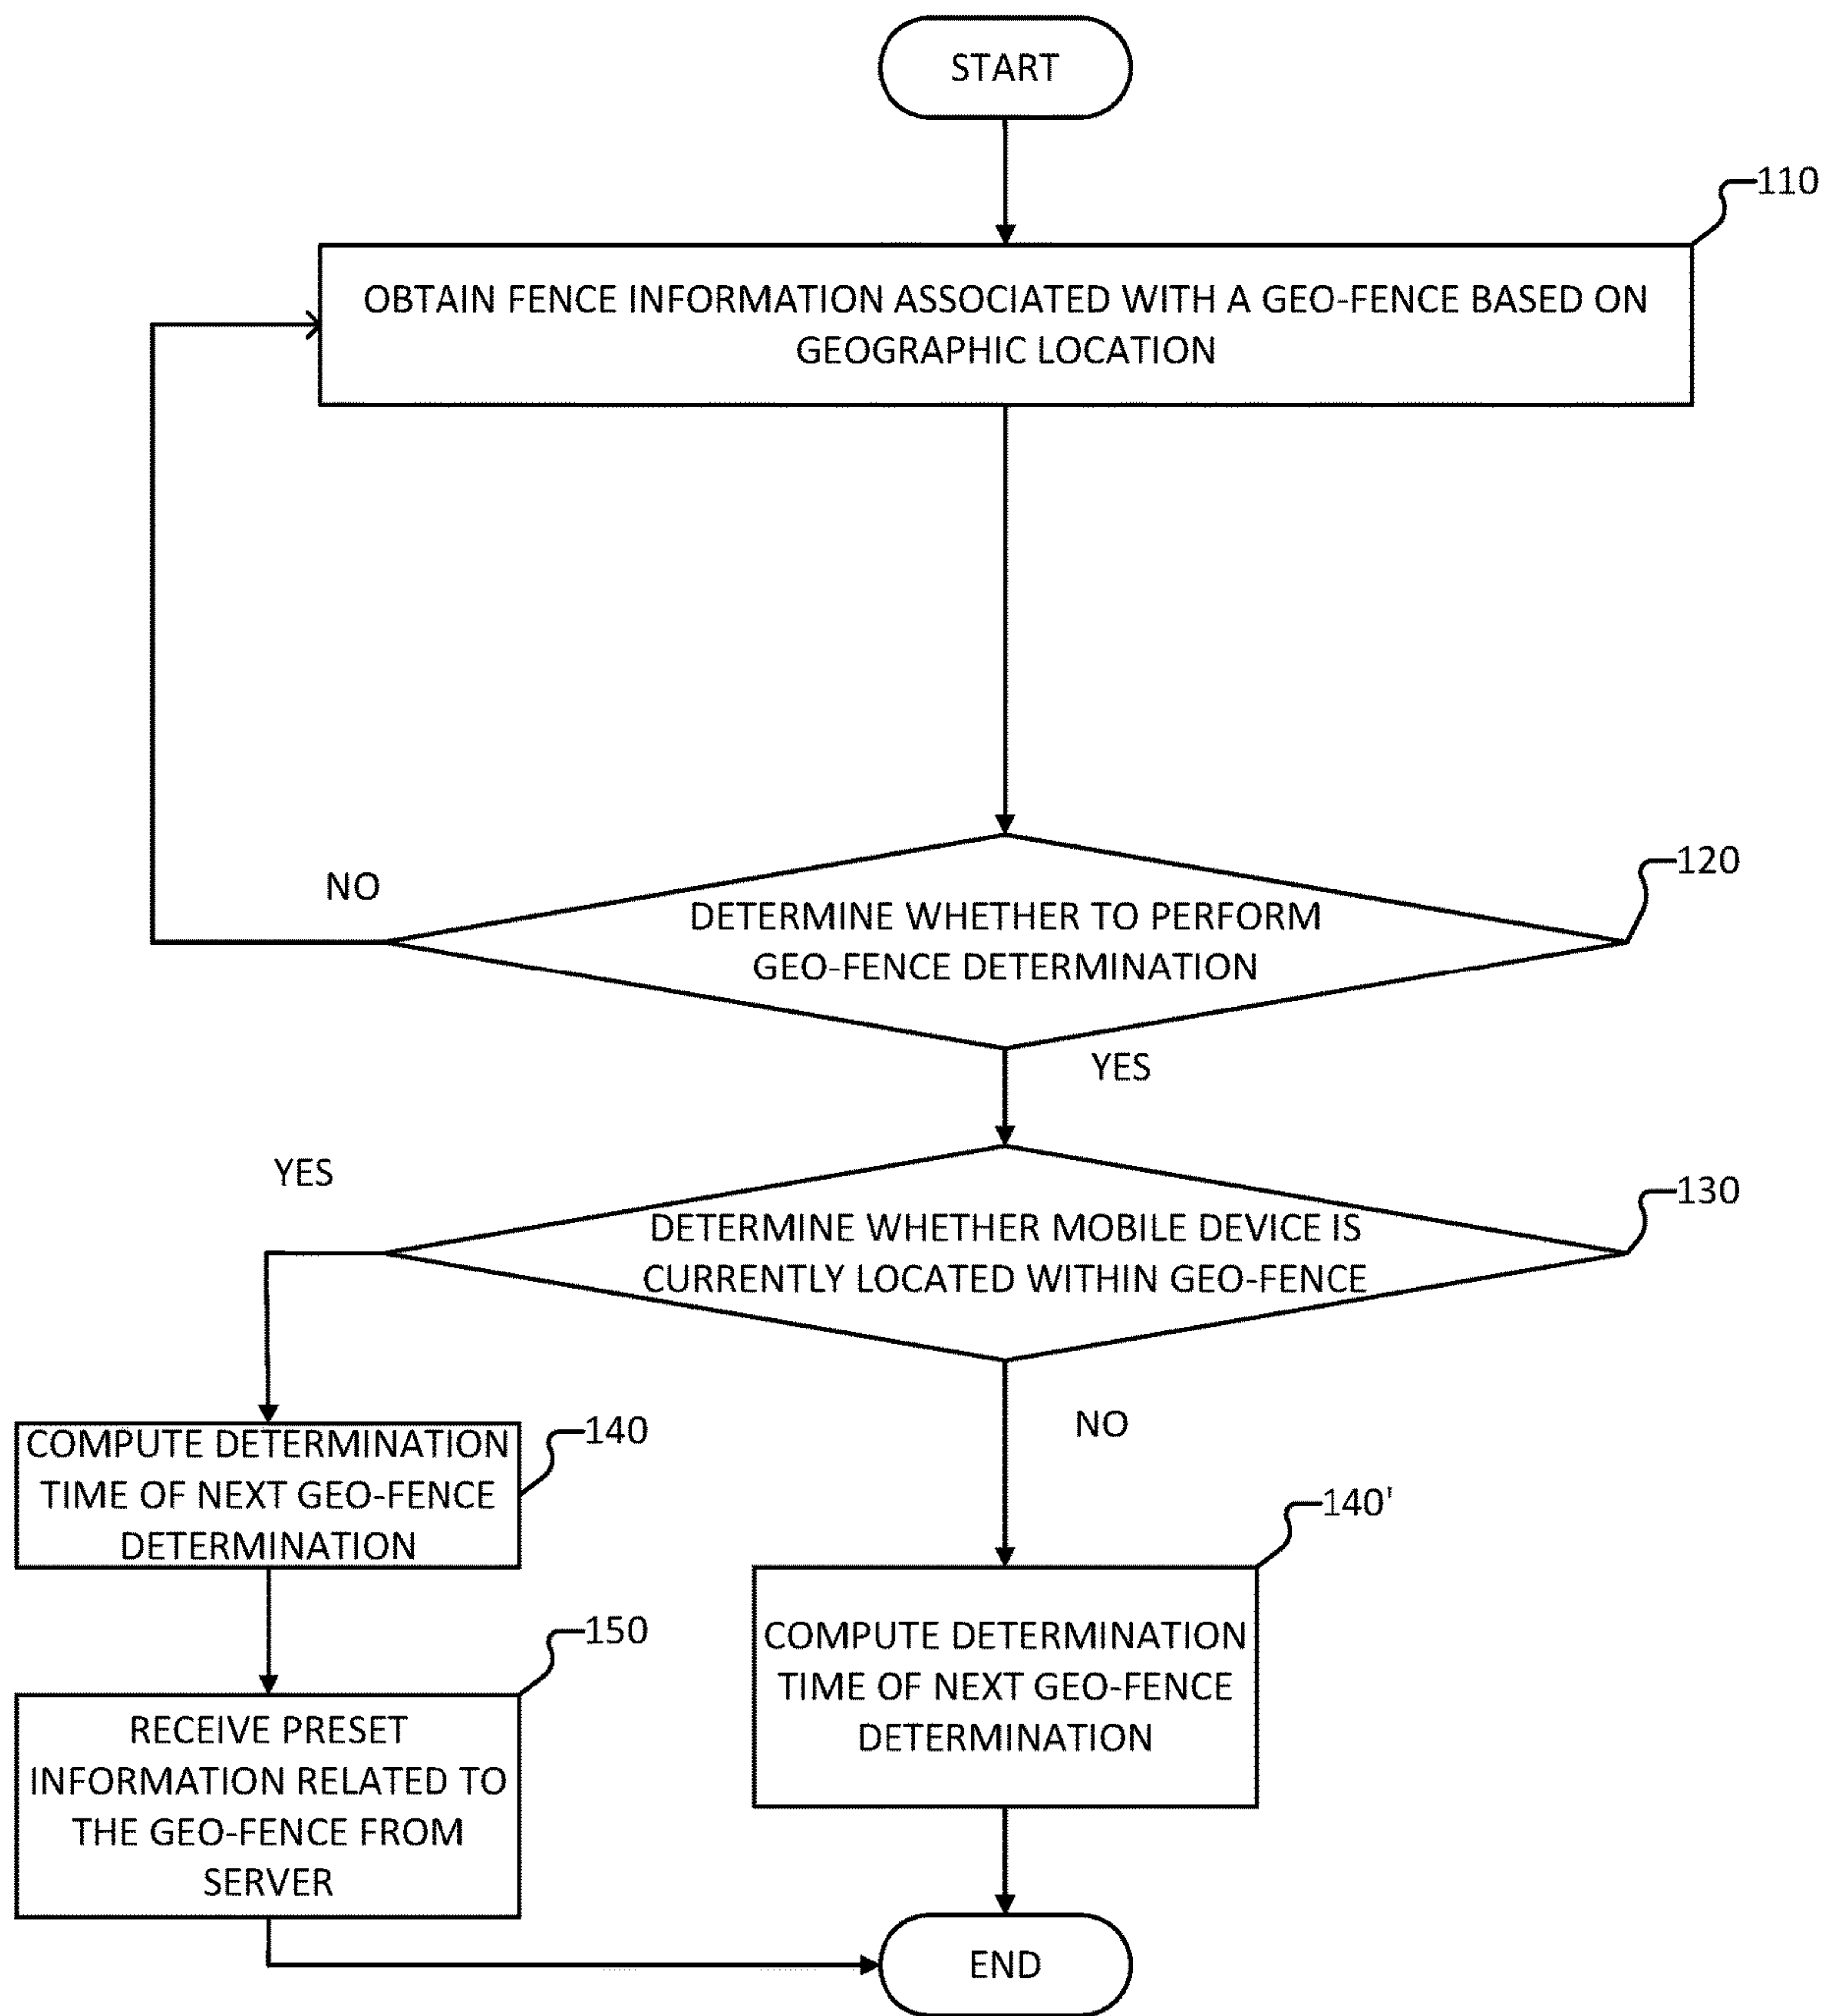 START
110
OBTAIN FENCE INFORMATION ASSOCIATED WITH A GEO-FENCE BASED ON
GEOGRAPHIC LOCATION
120
NO
DETERMINE WHETHER TO PERFORM
GEO-FENCE DETERMINATION
YES
YES
130
DETERMINE WHETHER MOBILE DEVICE IS
CURRENTLY LOCATED WITHIN GEO-FENCE
NO
140
COMPUTE DETERMINATION
TIME OF NEXT GEO-FENCE
DETERMINATION
140'
COMPUTE DETERMINATION
TIME OF NEXT GEO-FENCE
DETERMINATION
150
RECEIVE PRESET
INFORMATION RELATED TO
THE GEO-FENCE FROM
SERVER
END